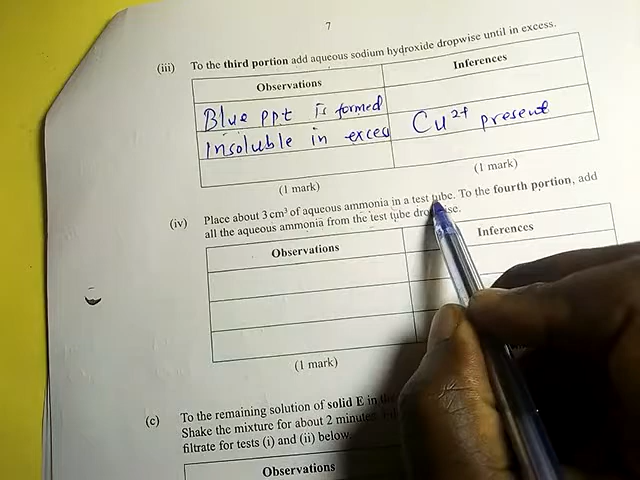 7
(iii) To the third portion add aqueous sodium hydroxide dropwise until in excess.
Observations Inferences
Blue ppt is formed
Insoluble in excess Cu²⁺ present
(1 mark) (1 mark)
(iv) Place about 3 cm³ of aqueous ammonia in a test tube. To the fourth portion, add
all the aqueous ammonia from the test tube dropwise.
Observations Inferences
(1 mark)
(c) To the remaining solution of solid E in
Shake the mixture for about 2 minutes
filtrate for tests (i) and (ii) below.
Observations